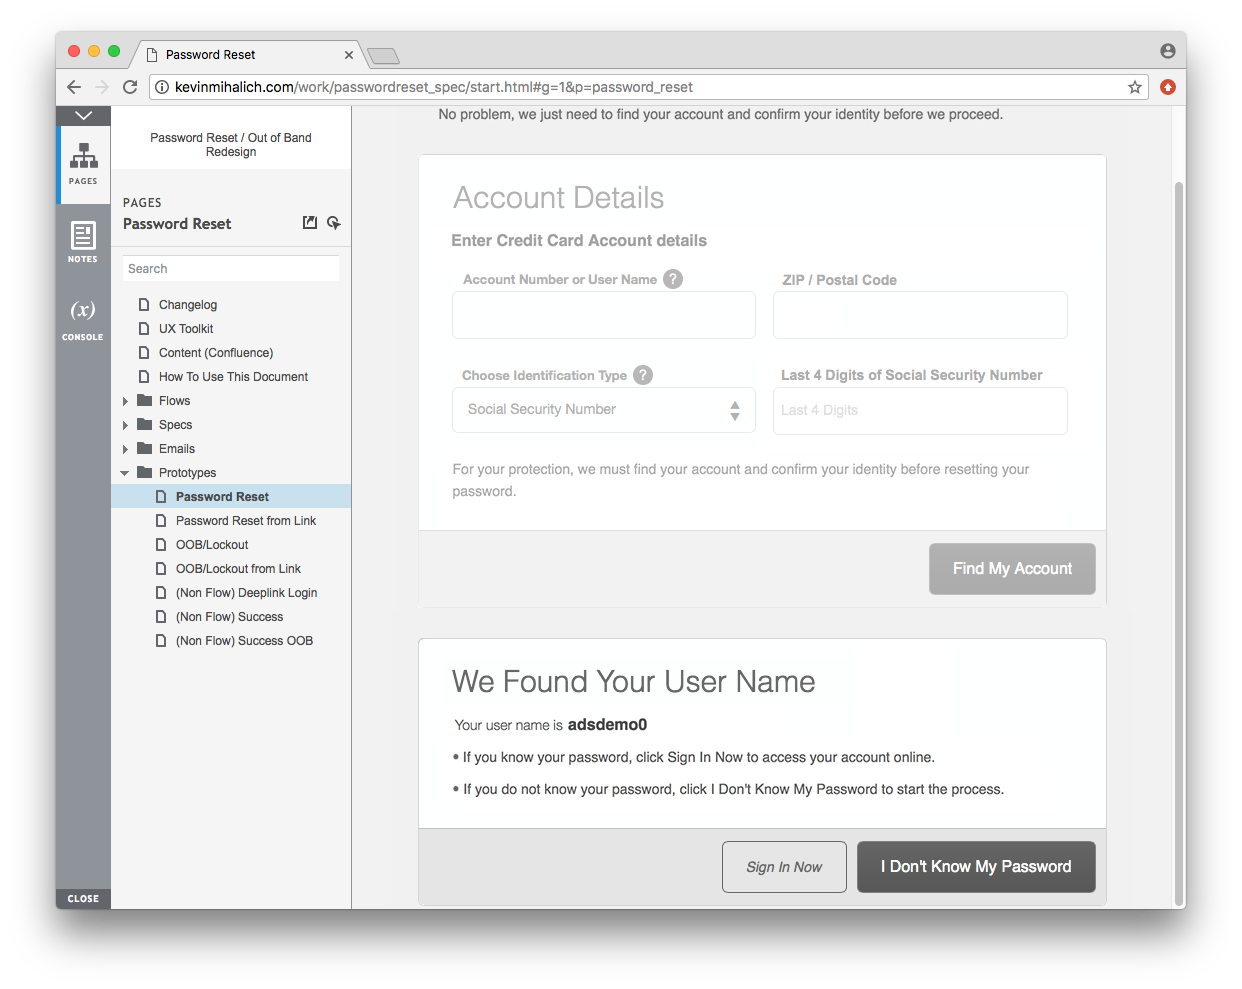 Password Reset
kevinmihalich.com/work/passwordreset_spec/start.html#g=1&p=password_reset
PAGES
NOTES
(x)
CONSOLE
CLOSE
Password Reset / Out of Band
Redesign
PAGES
Password Reset
Search
Changelog
UX Toolkit
Content (Confluence)
How To Use This Document
Flows
Specs
Emails
Prototypes
Password Reset
Password Reset from Link
OOB/Lockout
OOB/Lockout from Link
(Non Flow) Deeplink Login
(Non Flow) Success
(Non Flow) Success OOB
No problem, we just need to find your account and confirm your identity before we proceed.
Account Details
Enter Credit Card Account details
Account Number or User Name ?
ZIP / Postal Code
Choose Identification Type ?
Last 4 Digits of Social Security Number
Social Security Number
Last 4 Digits
For your protection, we must find your account and confirm your identity before resetting your
password.
Find My Account
We Found Your User Name
Your user name is adsdemo0
• If you know your password, click Sign In Now to access your account online.
• If you do not know your password, click I Don't Know My Password to start the process.
Sign In Now
I Don't Know My Password